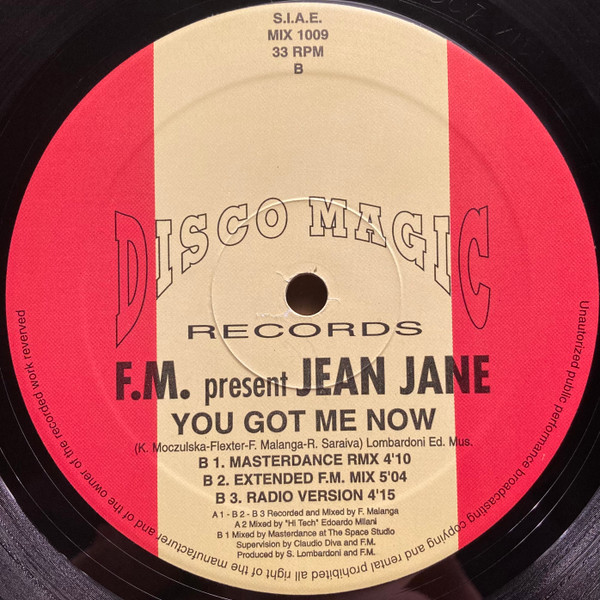 S.I.A.E.
MIX 1009
33 RPM
B
DISCO MAGIC
RECORDS
F.M. present JEAN JANE
YOU GOT ME NOW
(K. Moczulska-Flexter-F. Malanga-R. Saraiva) Lombardoni Ed. Mus.
B 1. MASTERDANCE RMX 4'10
B 2. EXTENDED F.M. MIX 5'04
B 3. RADIO VERSION 4'15
A 1 - B 2 - B 3 Recorded and Mixed by F. Malanga
A 2 Mixed by "Hi Tech" Edoardo Milani
B 1 Mixed by Masterdance at The Space Studio
Supervision by Claudio Diva and F.M.
Produced by S. Lombardoni and F.M.
Unautorized public performance broadcasting copying and rental prohibited all right of the manufacturer and of the owner of the recorded work reverved